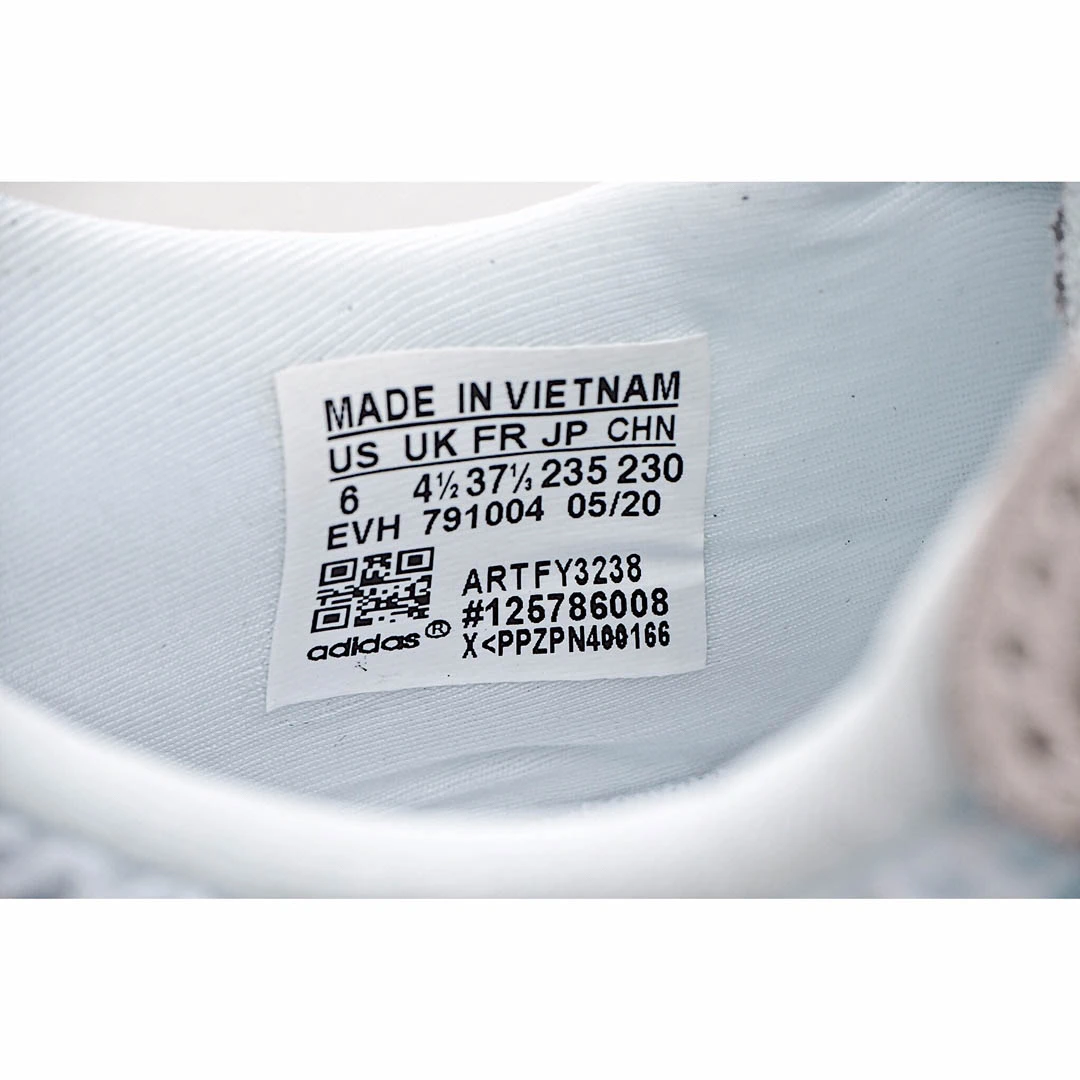 MADE IN VIETNAM
US UK FR JP CHN
6 4½ 37⅓ 235 230
EVH 791004 05/20
ARTFY3238
#125786008
adidas®
X<PPZPN400166